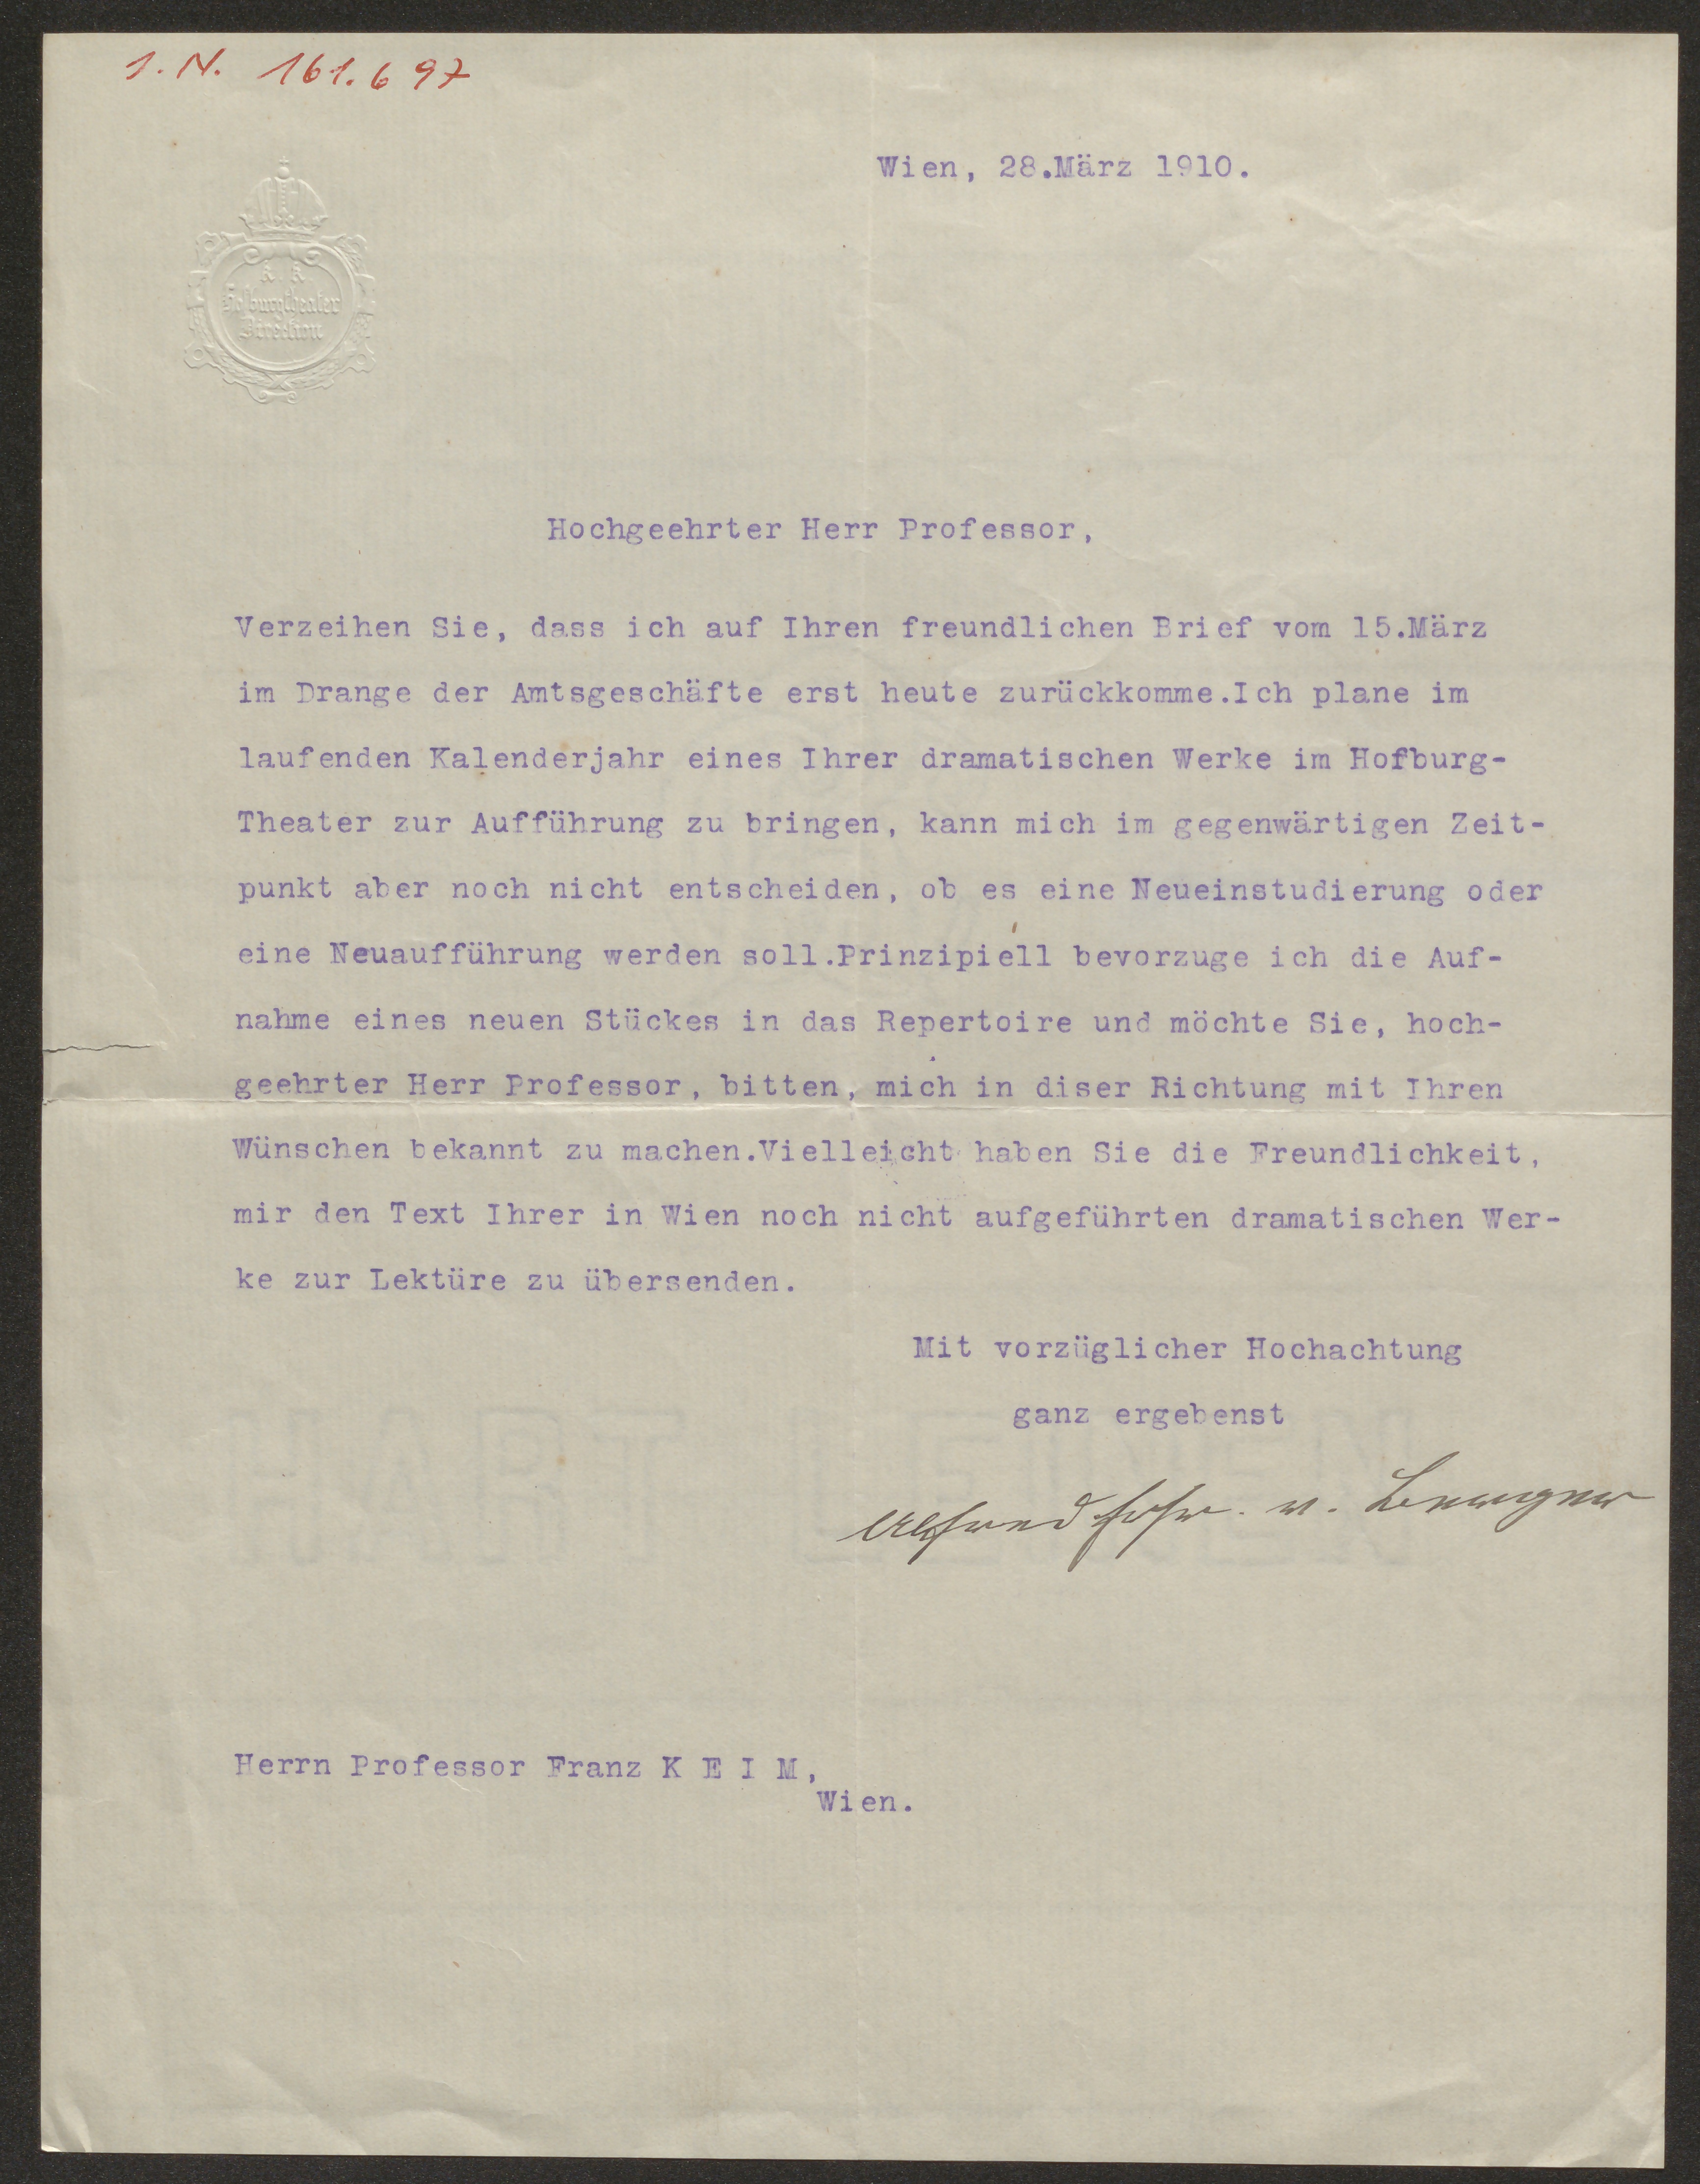 I.N. 161.697
Wien, 28.März 1910.
K. K.
Hofburgtheater
Direction
Hochgeehrter Herr Professor,
Verzeihen Sie, dass ich auf Ihren freundlichen Brief vom 15.März
im Drange der Amtsgeschäfte erst heute zurückkomme.Ich plane im
laufenden Kalenderjahr eines Ihrer dramatischen Werke im Hofburg-
Theater zur Aufführung zu bringen, kann mich im gegenwärtigen Zeit-
punkt aber noch nicht entscheiden, ob es eine Neueinstudierung oder
eine Neuaufführung werden soll.Prinzipiell bevorzuge ich die Auf-
nahme eines neuen Stückes in das Repertoire und möchte Sie, hoch-
geehrter Herr Professor, bitten, mich in diser Richtung mit Ihren
Wünschen bekannt zu machen.Vielleicht haben Sie die Freundlichkeit,
mir den Text Ihrer in Wien noch nicht aufgeführten dramatischen Wer-
ke zur Lektüre zu übersenden.
Mit vorzüglicher Hochachtung
ganz ergebenst
Alfred Frhr. v. Berger
Herrn Professor Franz K E I M,
Wien.